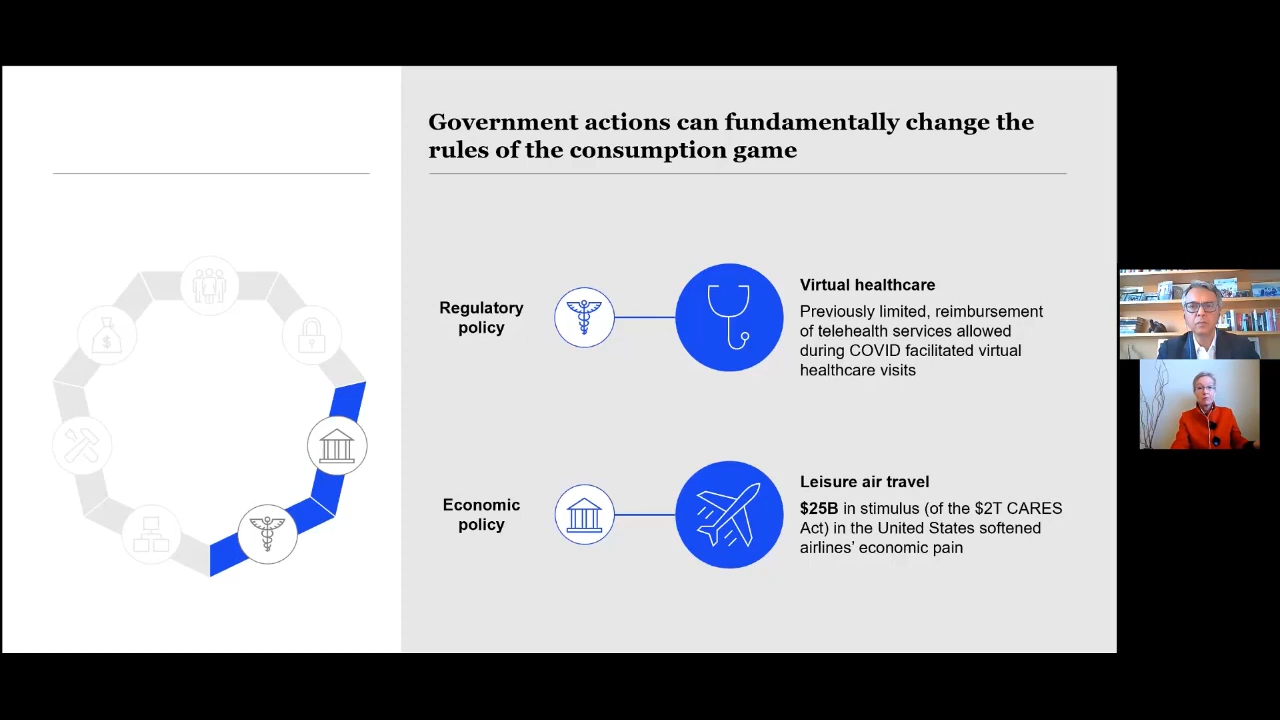 Government actions can fundamentally change the
rules of the consumption game
Regulatory
policy
Virtual healthcare
Previously limited, reimbursement
of telehealth services allowed
during COVID facilitated virtual
healthcare visits
Economic
policy
Leisure air travel
$25B in stimulus (of the $2T CARES
Act) in the United States softened
airlines’ economic pain
$